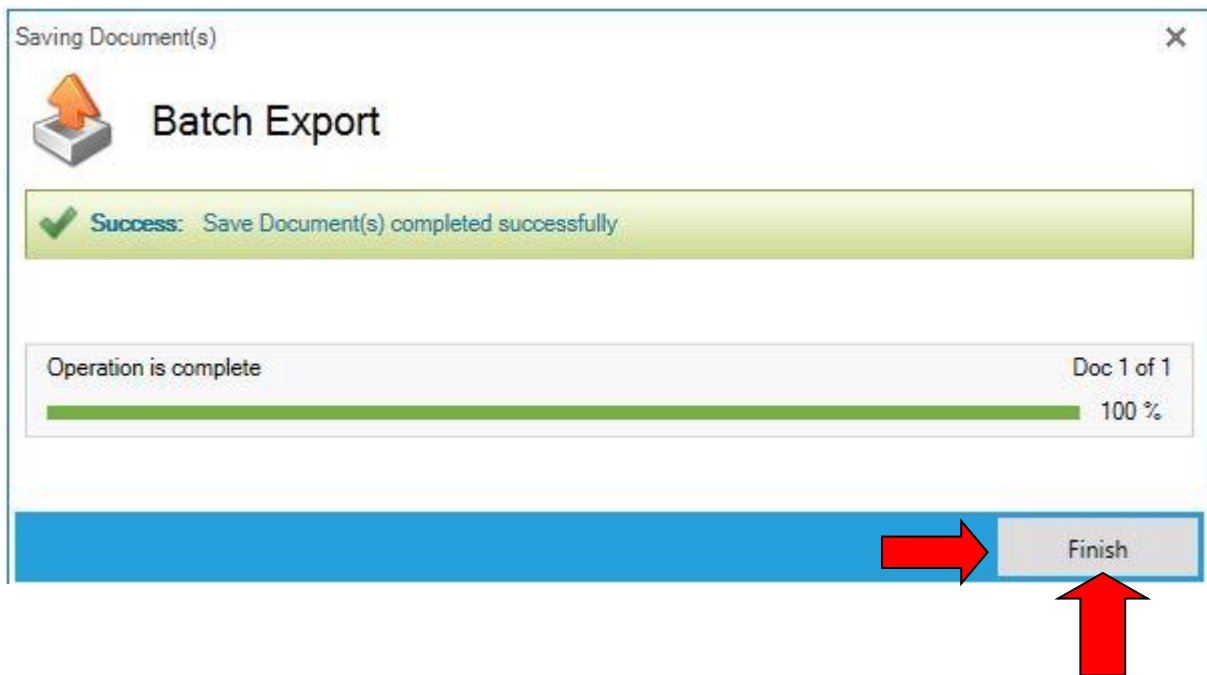 Saving Document(s)
Batch Export
Success: Save Document(s) completed successfully
Operation is complete Doc 1 of 1
100 %
Finish